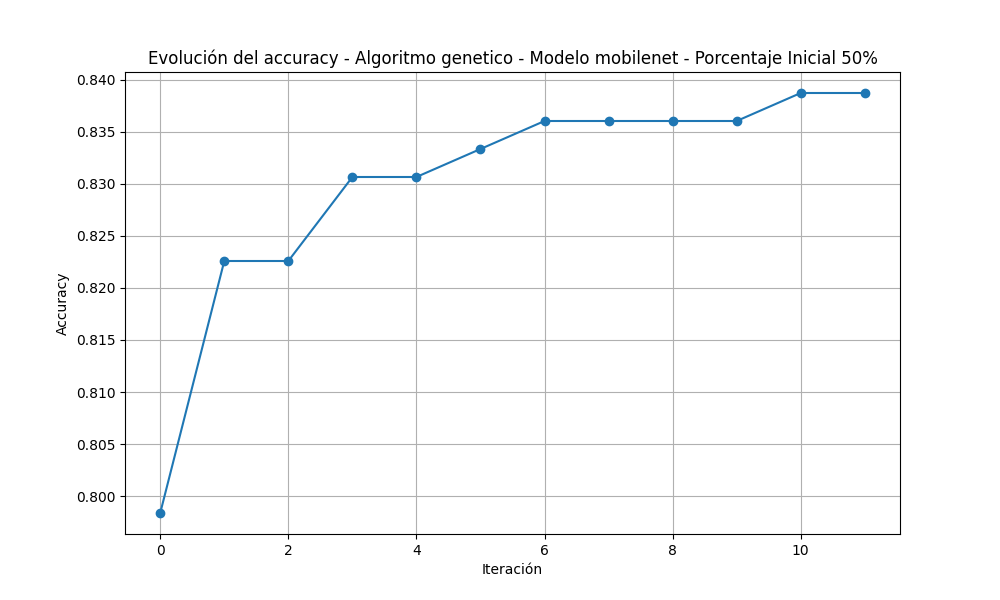 Evolución del accuracy - Algoritmo genetico - Modelo mobilenet - Porcentaje Inicial 50%
0.840
0.835
0.830
0.825
0.820
0.815
0.810
0.805
0.800
Accuracy
0 2 4 6 8 10
Iteración